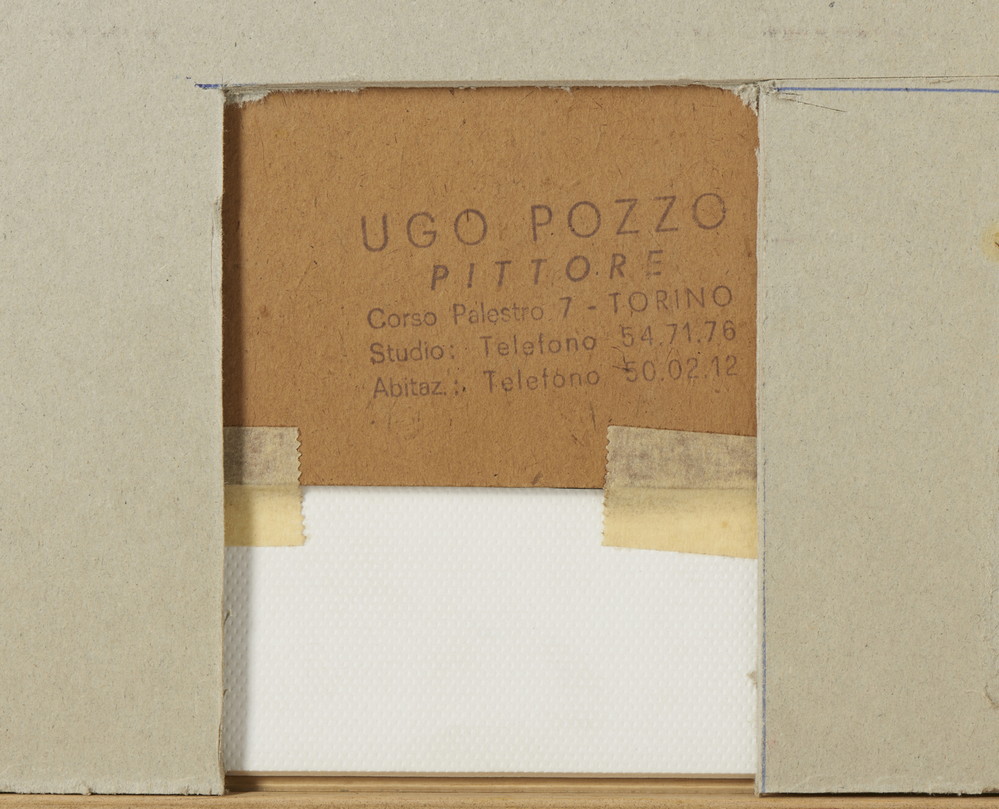 UGO POZZO
PITTORE
Corso Palestro 7 - TORINO
Studio: Telefono 54.71.76
Abitaz.: Telefono 50.02.12